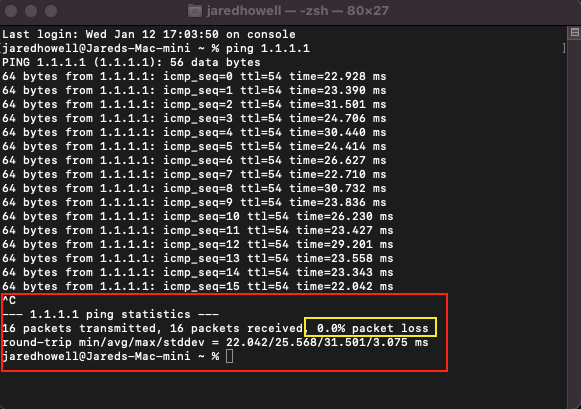 jaredhowell — -zsh — 80×27
Last login: Wed Jan 12 17:03:50 on console
[jaredhowell@Jareds-Mac-mini ~ % ping 1.1.1.1 ]
PING 1.1.1.1 (1.1.1.1): 56 data bytes
64 bytes from 1.1.1.1: icmp_seq=0 ttl=54 time=22.928 ms
64 bytes from 1.1.1.1: icmp_seq=1 ttl=54 time=23.390 ms
64 bytes from 1.1.1.1: icmp_seq=2 ttl=54 time=31.501 ms
64 bytes from 1.1.1.1: icmp_seq=3 ttl=54 time=24.706 ms
64 bytes from 1.1.1.1: icmp_seq=4 ttl=54 time=30.440 ms
64 bytes from 1.1.1.1: icmp_seq=5 ttl=54 time=24.414 ms
64 bytes from 1.1.1.1: icmp_seq=6 ttl=54 time=26.627 ms
64 bytes from 1.1.1.1: icmp_seq=7 ttl=54 time=22.710 ms
64 bytes from 1.1.1.1: icmp_seq=8 ttl=54 time=30.732 ms
64 bytes from 1.1.1.1: icmp_seq=9 ttl=54 time=23.836 ms
64 bytes from 1.1.1.1: icmp_seq=10 ttl=54 time=26.230 ms
64 bytes from 1.1.1.1: icmp_seq=11 ttl=54 time=23.427 ms
64 bytes from 1.1.1.1: icmp_seq=12 ttl=54 time=29.201 ms
64 bytes from 1.1.1.1: icmp_seq=13 ttl=54 time=23.558 ms
64 bytes from 1.1.1.1: icmp_seq=14 ttl=54 time=23.343 ms
64 bytes from 1.1.1.1: icmp_seq=15 ttl=54 time=22.042 ms
^C
--- 1.1.1.1 ping statistics ---
16 packets transmitted, 16 packets received, 0.0% packet loss
round-trip min/avg/max/stddev = 22.042/25.568/31.501/3.075 ms
jaredhowell@Jareds-Mac-mini ~ %